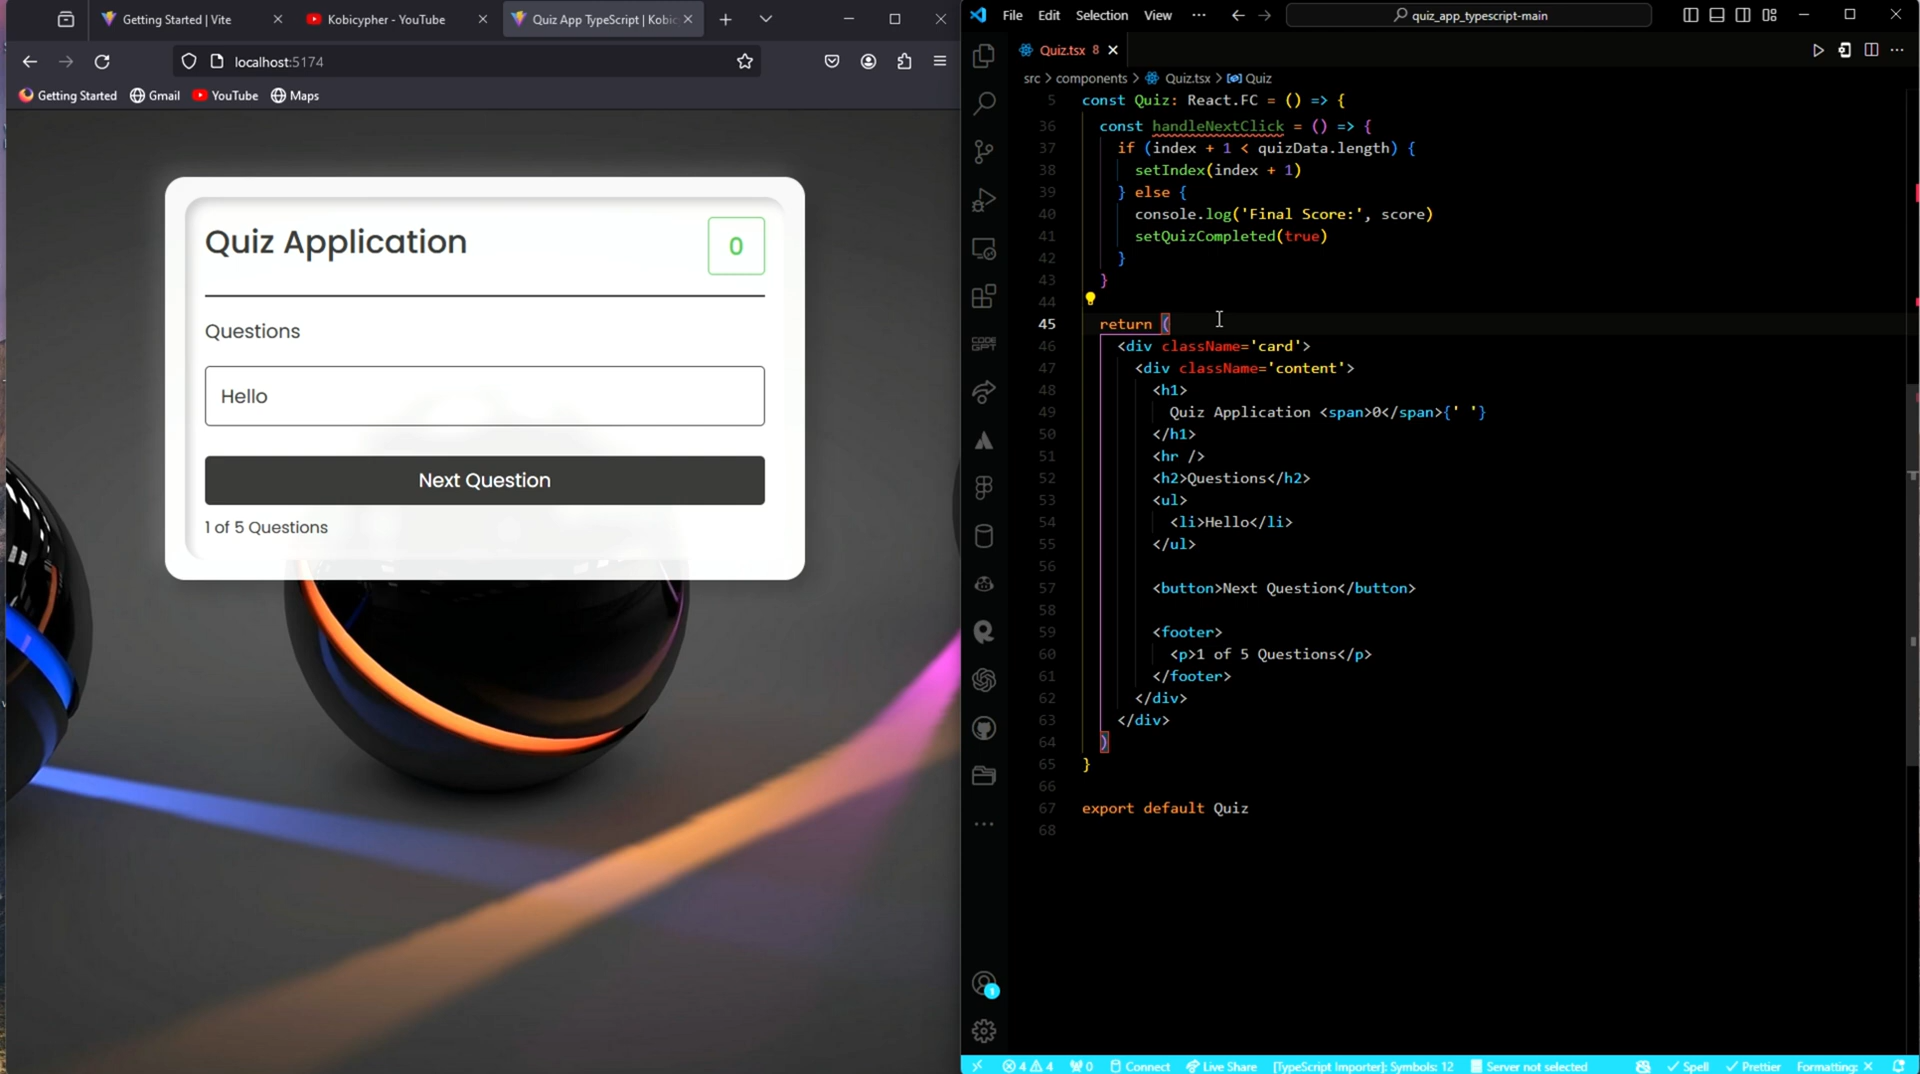 Getting Started | Vite
Kobicypher - YouTube
Quiz App TypeScript | Kobic
localhost:5174
Getting Started
Gmail
YouTube
Maps
Quiz Application
0
Questions
Hello
Next Question
1 of 5 Questions
File Edit Selection View
quiz_app_typescript-main
Quiz.tsx 8
src > components > Quiz.tsx > Quiz
5 const Quiz: React.FC = () => {
36 const handleNextClick = () => {
37 if (index + 1 < quizData.length) {
38 setIndex(index + 1)
39 } else {
40 console.log('Final Score:', score)
41 setQuizCompleted(true)
42 }
43 }
44
45 return (
46 <div className='card'>
47 <div className='content'>
48 <h1>
49 Quiz Application <span>0</span>{' '}
50 </h1>
51 <hr />
52 <h2>Questions</h2>
53 <ul>
54 <li>Hello</li>
55 </ul>
56
57 <button>Next Question</button>
58
59 <footer>
60 <p>1 of 5 Questions</p>
61 </footer>
62 </div>
63 </div>
64 )
65 }
66
67 export default Quiz
68
CODE
GPT
4 4 0 Connect Live Share [TypeScript Importer]: Symbols: 12 Server not selected Spell Prettier Formatting: ×